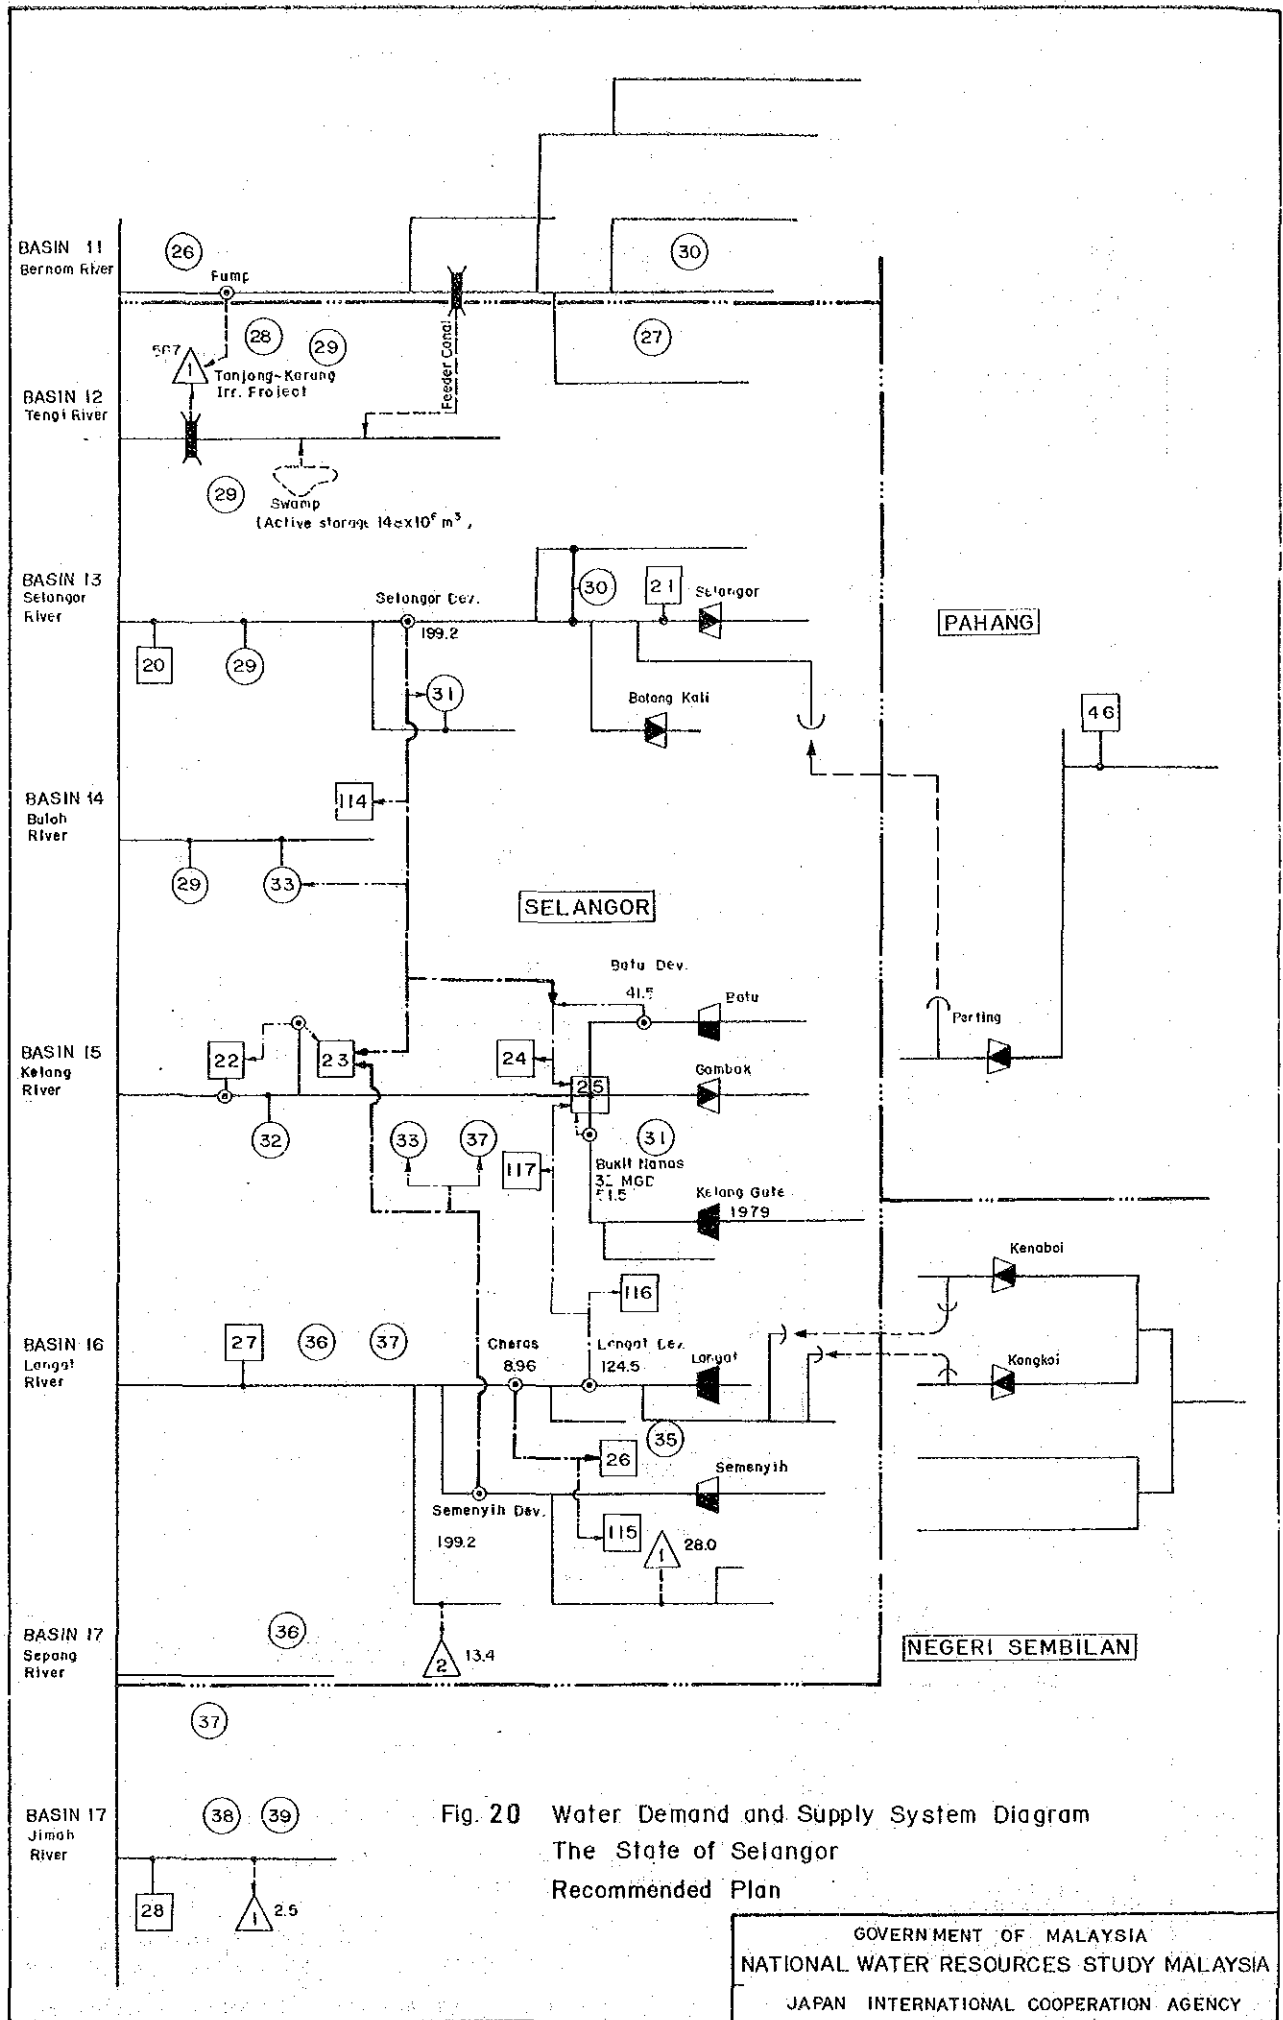 BASIN 11
Bernom River
26
30
Pump
28
29
27
567
1
Tanjong-Karang
Irr. Project
Feeder Canal
BASIN 12
Tengi River
29
Swamp
(Active storage
BASIN 13
Selangor
River
Selangor Dev.
199.2
30
21
Selangor
20
29
31
Batang Kali
PAHANG
46
BASIN 14
Buloh
River
114
29
33
SELANGOR
Batu Dev.
41.5
Batu
Perting
BASIN 15
Kelang
River
22
23
24
25
Gombak
32
33
37
117
31
Bukit Nanas
MGD
51.5
Kelang Gate
1979
Kenaboi
116
BASIN 16
Langat
River
27
36
37
Cheras
8.96
Langat Dev.
124.5
Langat
Kongkoi
35
26
Semenyih
Semenyih Dev.
199.2
115
1
28.0
BASIN 17
Sepang
River
36
2
13.4
NEGERI SEMBILAN
37
BASIN 17
Jimah
River
38
39
28
1
2.5
Fig. 20 Water Demand and Supply System Diagram
The State of Selangor
Recommended Plan
GOVERNMENT OF MALAYSIA
NATIONAL WATER RESOURCES STUDY MALAYSIA
JAPAN INTERNATIONAL COOPERATION AGENCY